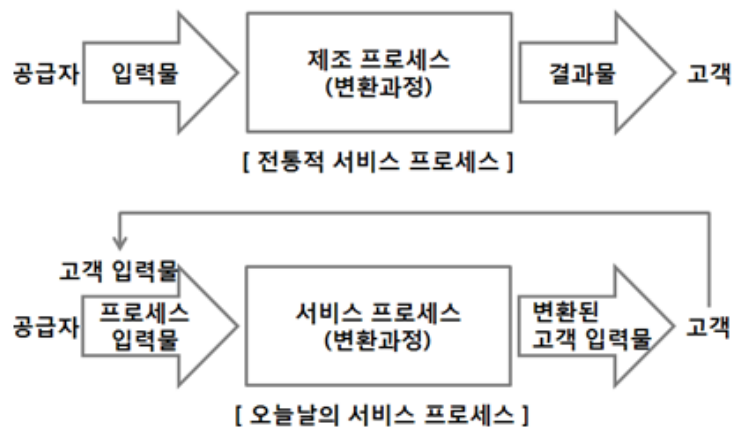 공급자 입력물 제조 프로세스 결과물 고객
(변환과정)
[ 전통적 서비스 프로세스 ]
고객 입력물
공급자 프로세스 서비스 프로세스 변환된 고객
입력물 (변환과정) 고객 입력물
[ 오늘날의 서비스 프로세스 ]